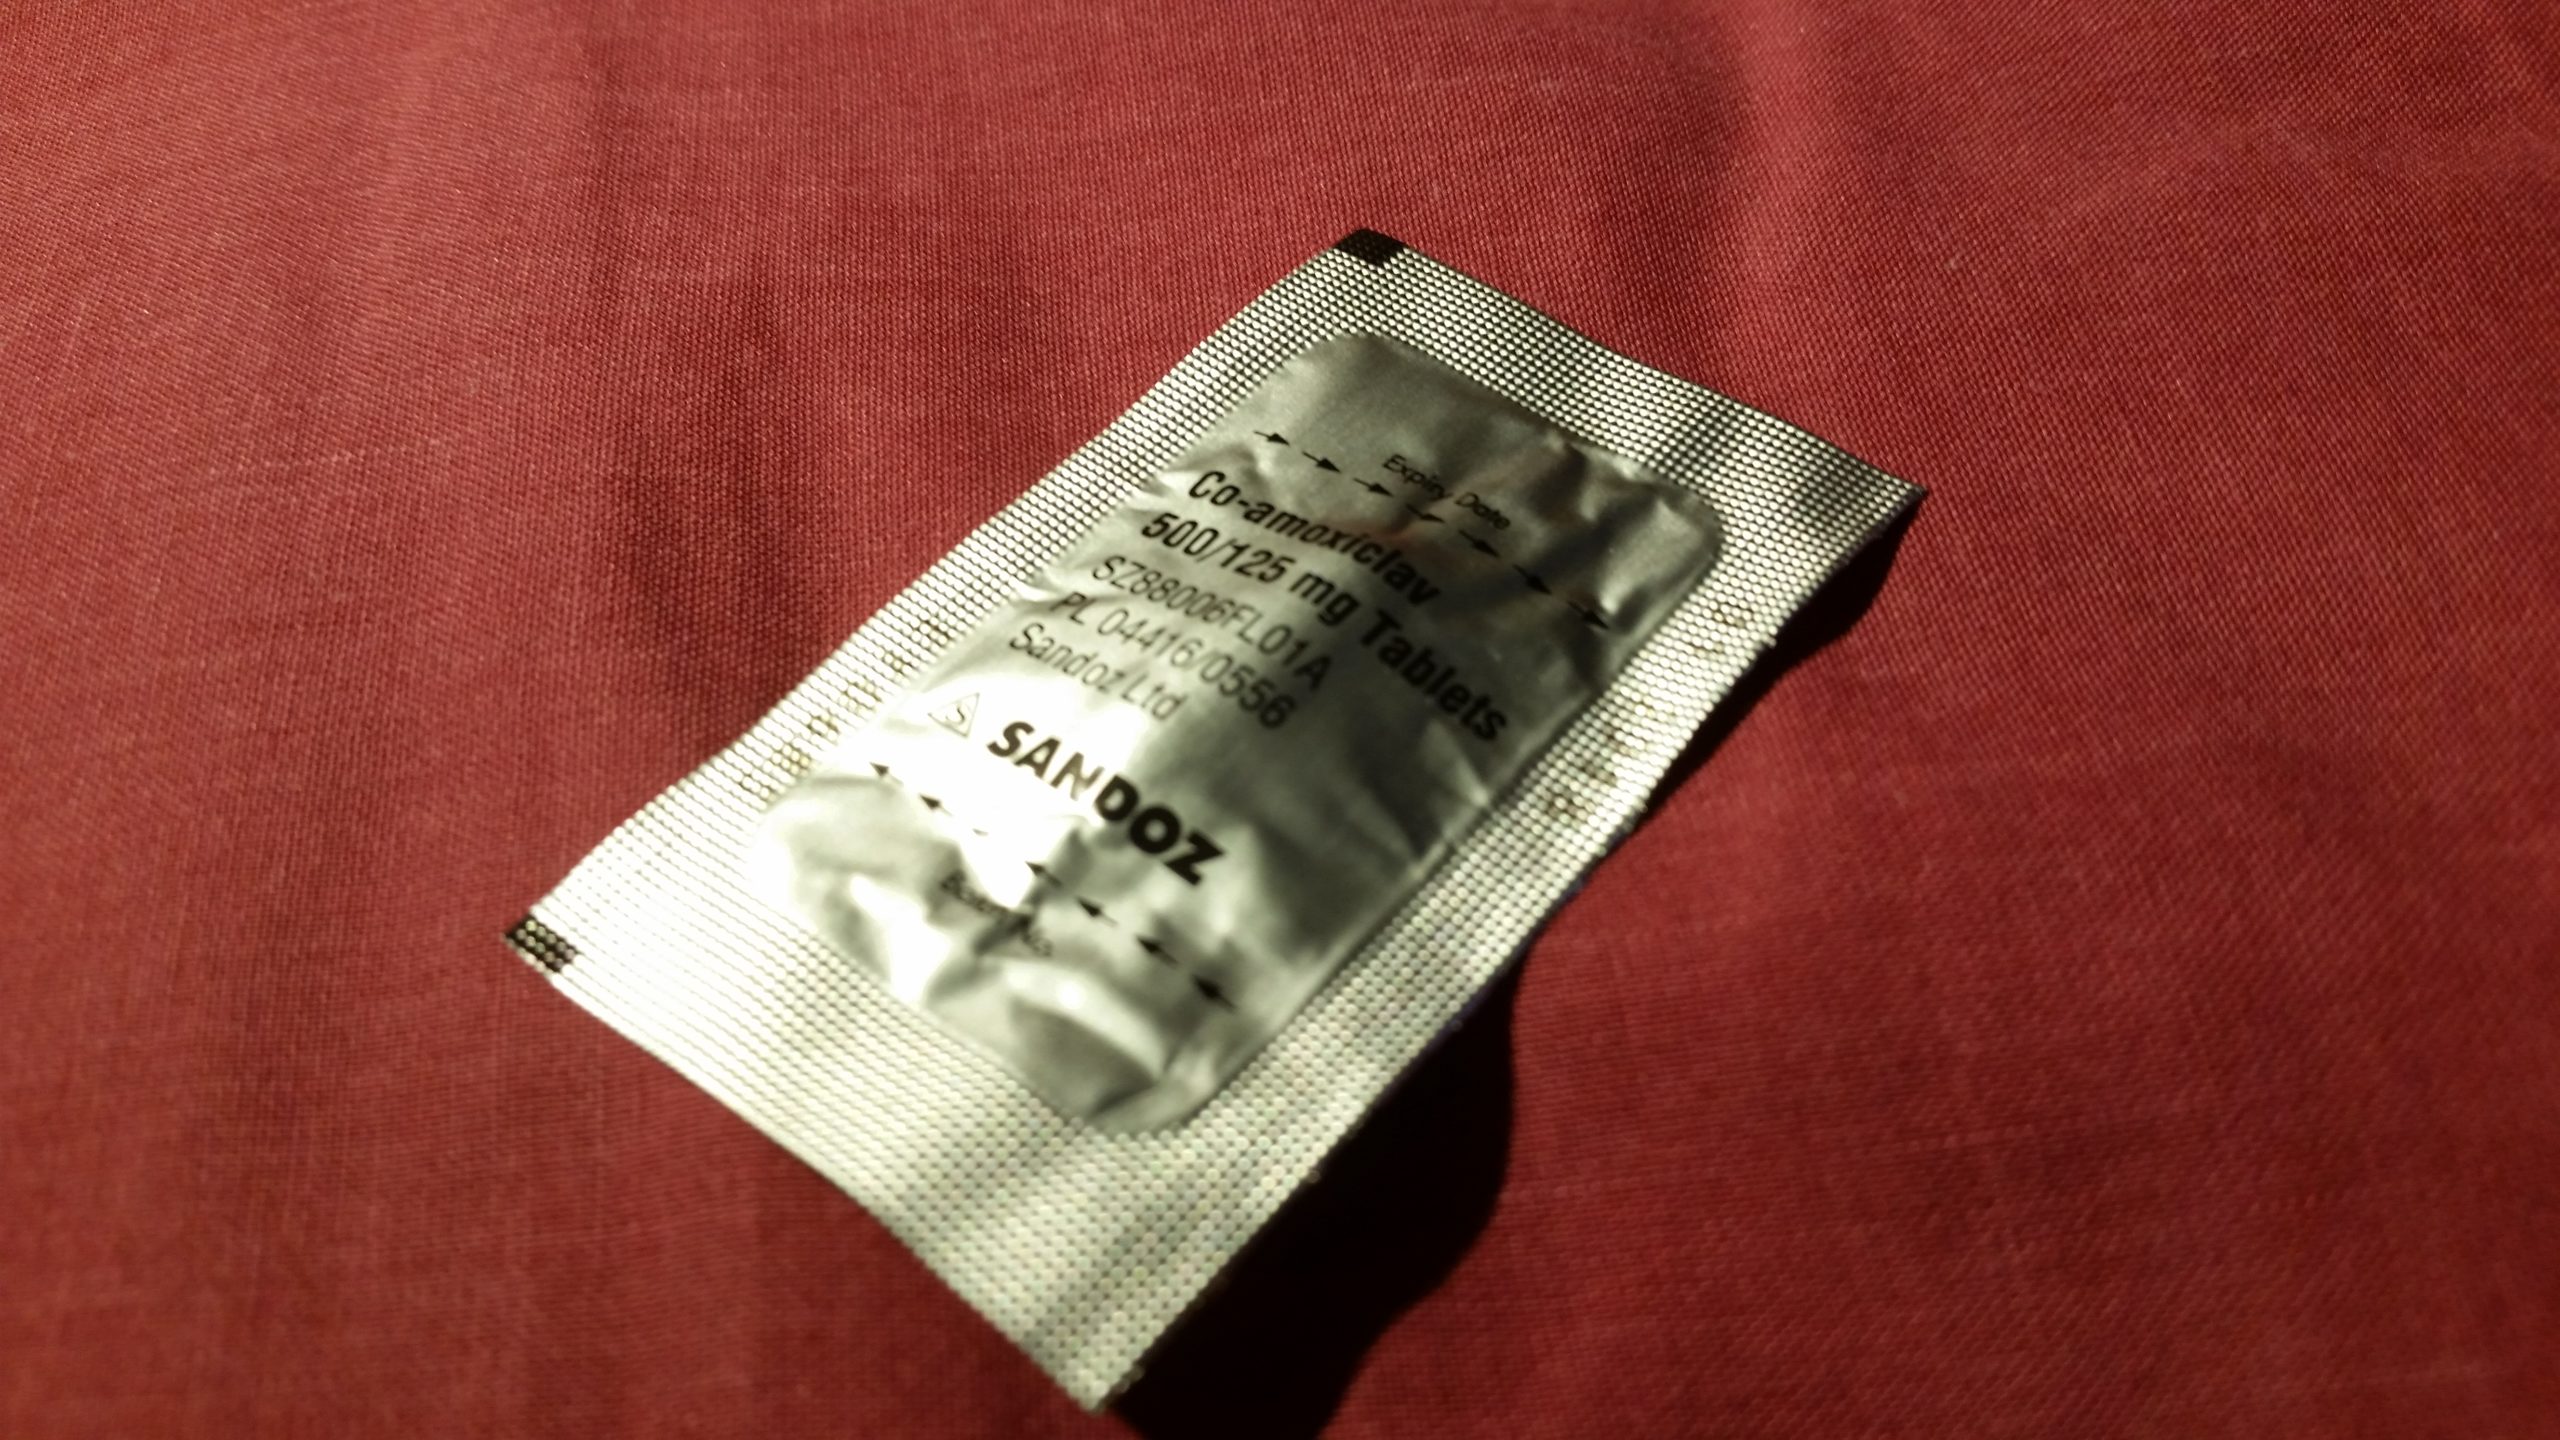 Expiry Date
Co-amoxiclav
500/125 mg Tablets
SZ88006FL01A
PL 04416/0556
Sandoz Ltd
S SANDOZ